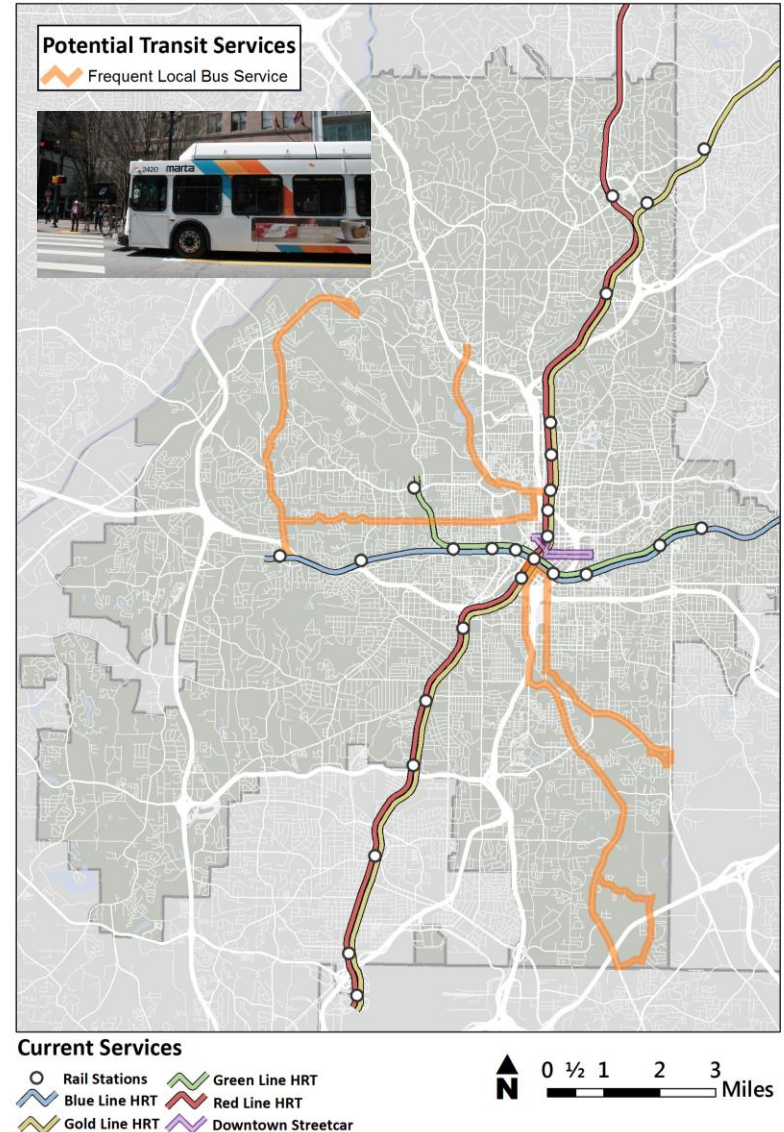 Potential Transit Services
Frequent Local Bus Service
2420 marta
Current Services
Rail Stations
Blue Line HRT
Gold Line HRT
Green Line HRT
Red Line HRT
Downtown Streetcar
N
0 ½ 1 2 3 Miles